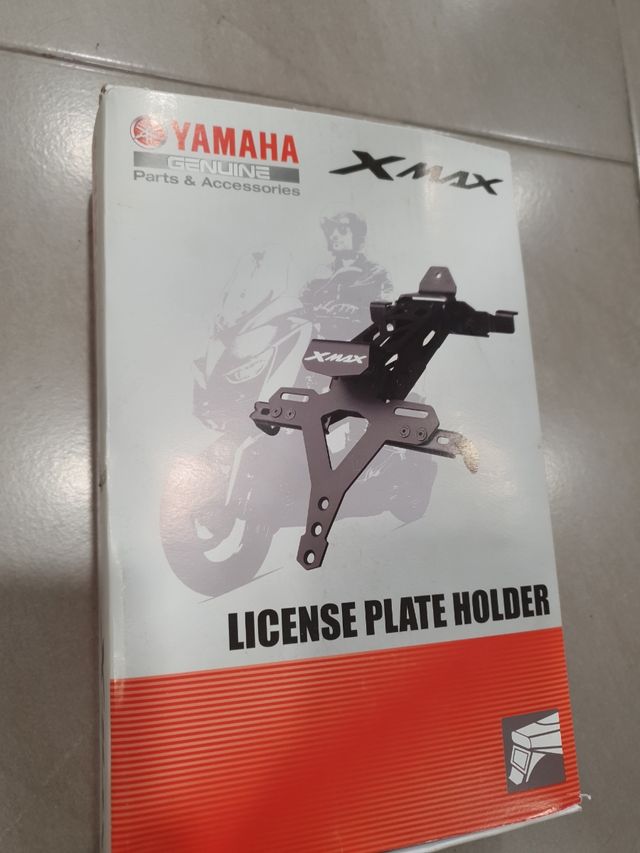 YAMAHA
GENUINE
Parts & Accessories
XMAX
XMAX
LICENSE PLATE HOLDER